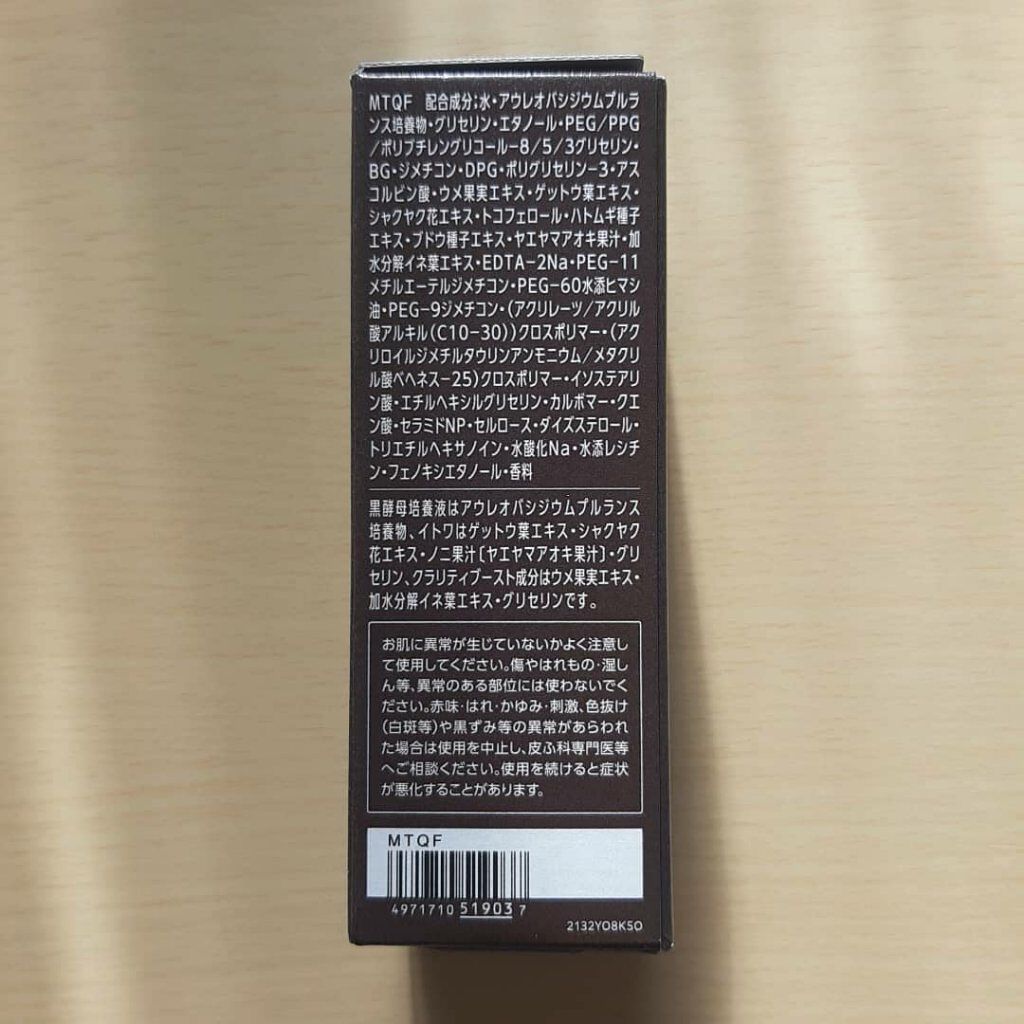 MTQF 配合成分;水・アウレオバシジウムプルラ
ンス培養物・グリセリン・エタノール・PEG/PPG
/ポリブチレングリコール-8/5/3グリセリン・
BG・ジメチコン・DPG・ポリグリセリン-3・アス
コルビン酸・ウメ果実エキス・ゲットウ葉エキス・
シャクヤク花エキス・トコフェロール・ハトムギ種子
エキス・ブドウ種子エキス・ヤエヤマアオキ果汁・加
水分解イネ葉エキス・EDTA-2Na・PEG-11
メチルエーテルジメチコン・PEG-60水添ヒマシ
油・PEG-9ジメチコン・(アクリレーツ/アクリル
酸アルキル(C10-30))クロスポリマー・(アク
リロイルジメチルタウリンアンモニウム/メタクリ
ル酸ベヘネス-25)クロスポリマー・イソステアリ
ン酸・エチルヘキシルグリセリン・カルボマー・クエ
ン酸・セラミドNP・セルロース・ダイズステロール・
トリエチルヘキサノイン・水酸化Na・水添レシチ
ン・フェノキシエタノール・香料
黒酵母培養液はアウレオバシジウムプルランス
培養物、イトワはゲットウ葉エキス・シャクヤク
花エキス・ノニ果汁〔ヤエヤマアオキ果汁〕・グリ
セリン、クラリティブースト成分はウメ果実エキス・
加水分解イネ葉エキス・グリセリンです。
お肌に異常が生じていないかよく注意し
て使用してください。傷やはれもの・湿し
ん等、異常のある部位には使わないでく
ださい。赤味・はれ・かゆみ・刺激、色抜け
(白斑等)や黒ずみ等の異常があらわれ
た場合は使用を中止し、皮ふ科専門医等
へご相談ください。使用を続けると症状
が悪化することがあります。
MTQF
4971710 51903 7
2132YO8K5O